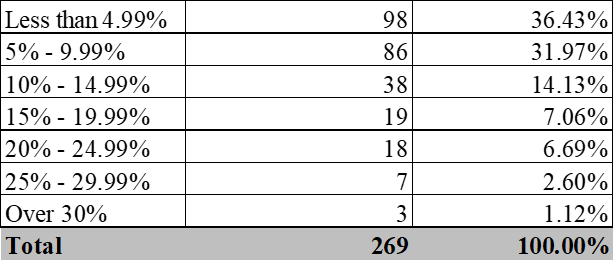 Less than 4.99% 98 36.43%
5% - 9.99% 86 31.97%
10% - 14.99% 38 14.13%
15% - 19.99% 19 7.06%
20% - 24.99% 18 6.69%
25% - 29.99% 7 2.60%
Over 30% 3 1.12%
Total 269 100.00%